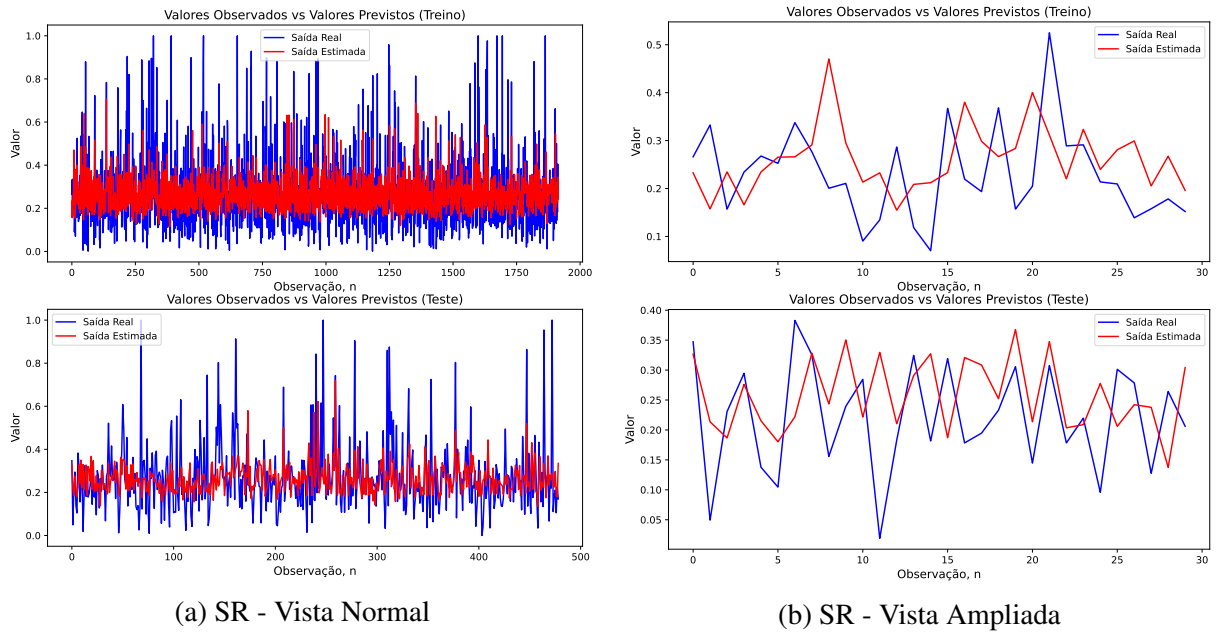 Valores Observados vs Valores Previstos (Treino)
Valor
1.0
0.8
0.6
0.4
0.2
0.0
Saída Real
Saída Estimada
0
250
500
750
1000
1250
1500
1750
2000
Observação, n
Valores Observados vs Valores Previstos (Treino)
Valor
0.5
0.4
0.3
0.2
0.1
Saída Real
Saída Estimada
0
5
10
15
20
25
30
Observação, n
Valores Observados vs Valores Previstos (Teste)
Valor
1.0
0.8
0.6
0.4
0.2
0.0
Saída Real
Saída Estimada
0
100
200
300
400
500
Observação, n
Valores Observados vs Valores Previstos (Teste)
Valor
0.40
0.35
0.30
0.25
0.20
0.15
0.10
0.05
Saída Real
Saída Estimada
0
5
10
15
20
25
30
Observação, n
(a) SR - Vista Normal
(b) SR - Vista Ampliada